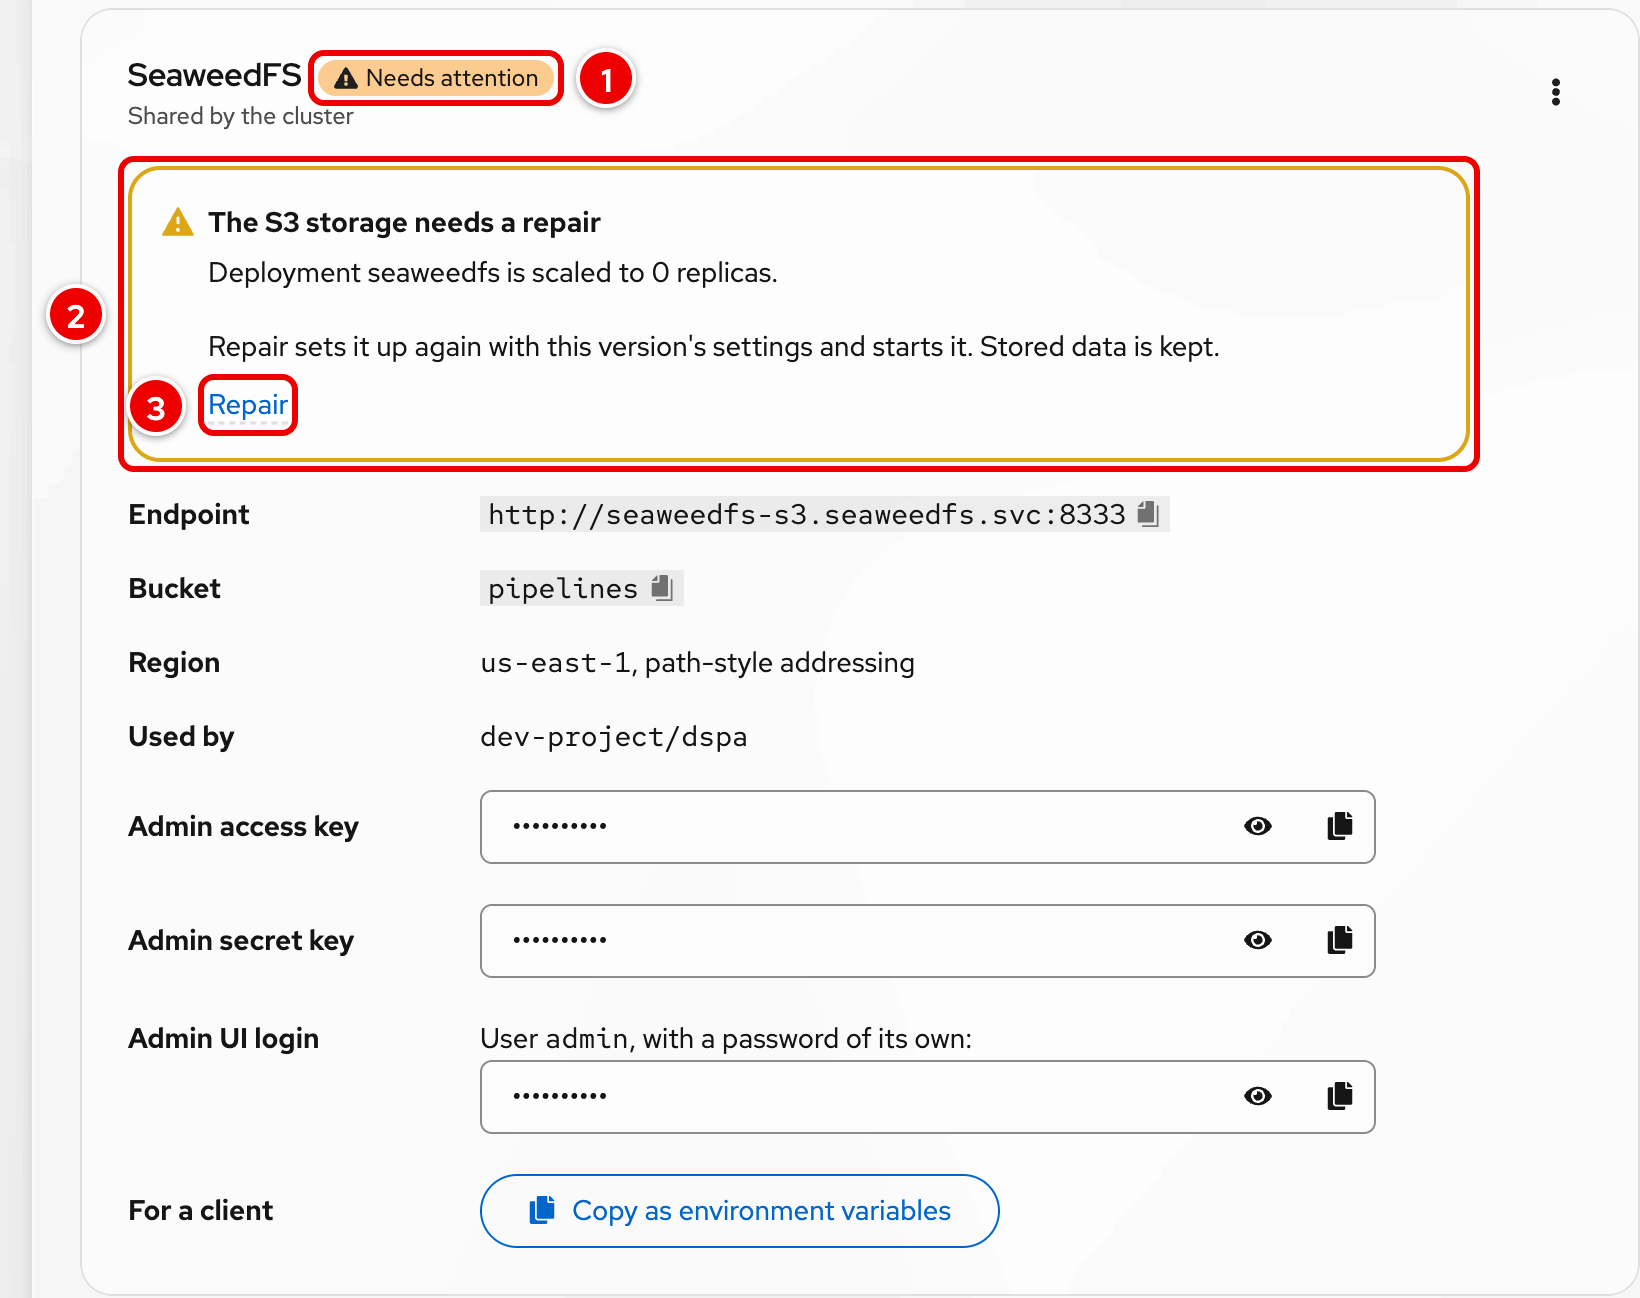 SeaweedFS Needs attention 1
Shared by the cluster
The S3 storage needs a repair
Deployment seaweedfs is scaled to 0 replicas.
2
Repair sets it up again with this version's settings and starts it. Stored data is kept.
3 Repair
Endpoint http://seaweedfs-s3.seaweedfs.svc:8333
Bucket pipelines
Region us-east-1, path-style addressing
Used by dev-project/dspa
Admin access key ••••••••••
Admin secret key ••••••••••
Admin UI login User admin, with a password of its own:
••••••••••
For a client Copy as environment variables